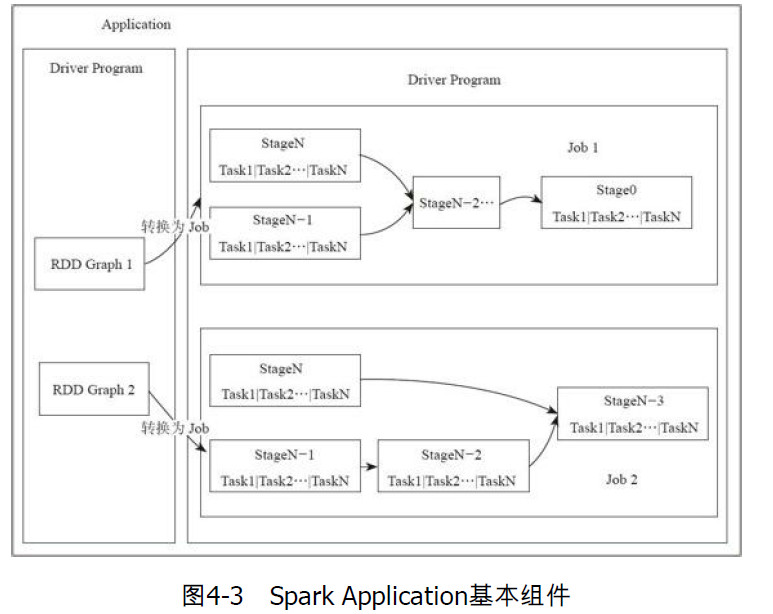 Application
Driver Program
Driver Program
RDD Graph 1
转换为 Job
StageN
Task1|Task2⋯|TaskN
StageN−1
Task1|Task2⋯|TaskN
StageN−2⋯
Job 1
Stage0
Task1|Task2⋯|TaskN
RDD Graph 2
转换为 Job
StageN
Task1|Task2⋯|TaskN
StageN−1
Task1|Task2⋯|TaskN
StageN−2
Task1|Task2⋯|TaskN
StageN−3
Task1|Task2⋯|TaskN
Job 2
图4-3 Spark Application基本组件